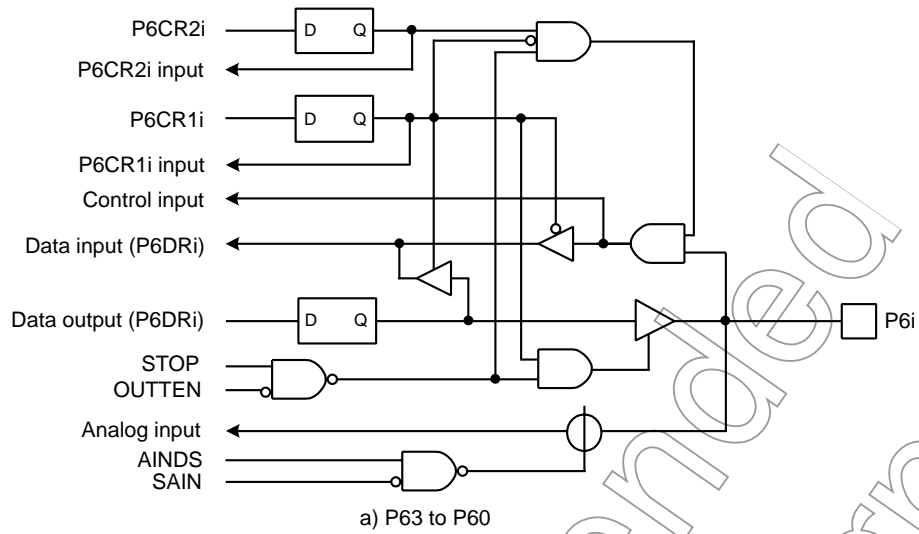 P6CR2i
D Q
P6CR2i input
P6CR1i
D Q
P6CR1i input
Control input
Data input (P6DRi)
Data output (P6DRi)
D Q
P6i
STOP
OUTTEN
Analog input
AINDS
SAIN
a) P63 to P60